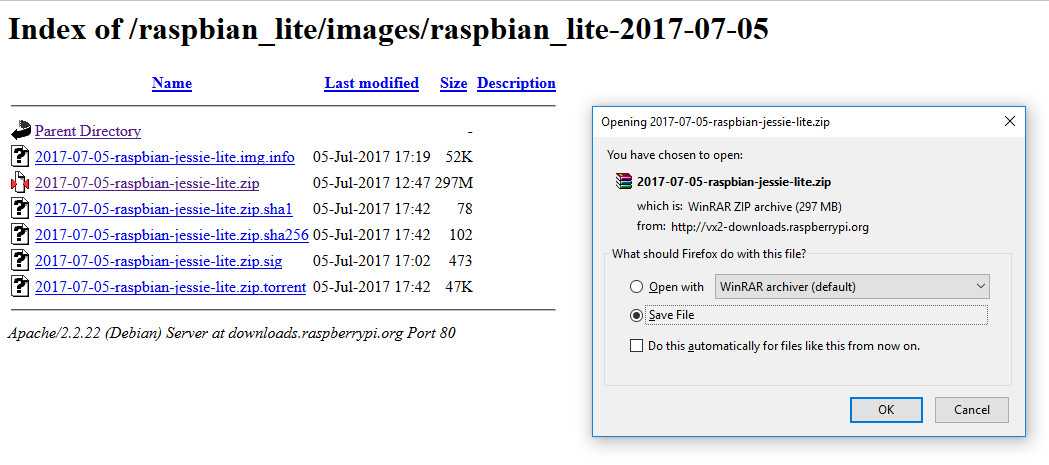 Index of /raspbian_lite/images/raspbian_lite-2017-07-05
Name Last modified Size Description
Parent Directory -
2017-07-05-raspbian-jessie-lite.img.info 05-Jul-2017 17:19 52K
2017-07-05-raspbian-jessie-lite.zip 05-Jul-2017 12:47 297M
2017-07-05-raspbian-jessie-lite.zip.sha1 05-Jul-2017 17:42 78
2017-07-05-raspbian-jessie-lite.zip.sha256 05-Jul-2017 17:42 102
2017-07-05-raspbian-jessie-lite.zip.sig 05-Jul-2017 17:02 473
2017-07-05-raspbian-jessie-lite.zip.torrent 05-Jul-2017 17:42 47K
Apache/2.2.22 (Debian) Server at downloads.raspberrypi.org Port 80
Opening 2017-07-05-raspbian-jessie-lite.zip
You have chosen to open:
2017-07-05-raspbian-jessie-lite.zip
which is: WinRAR ZIP archive (297 MB)
from: http://vx2-downloads.raspberrypi.org
What should Firefox do with this file?
Open with WinRAR archiver (default)
Save File
Do this automatically for files like this from now on.
OK Cancel